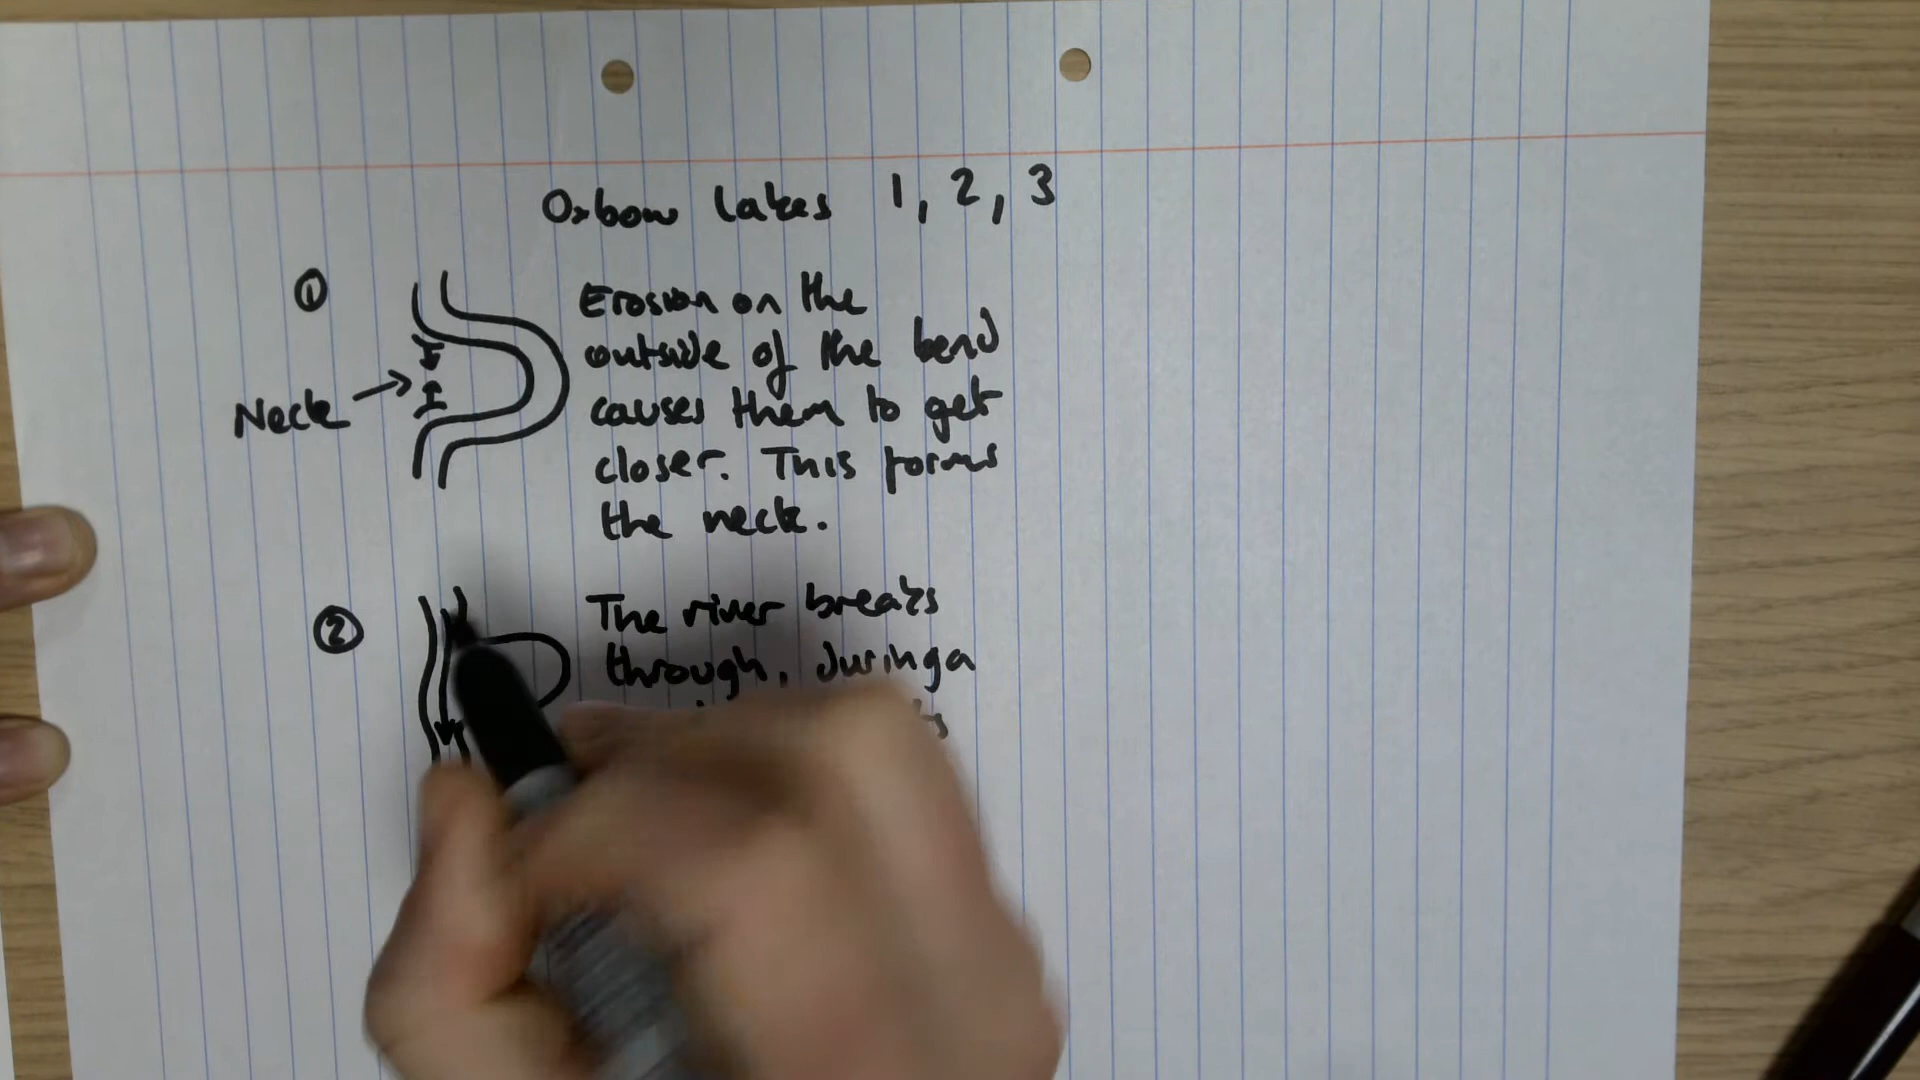 Oxbow lakes 1, 2, 3
①
Erosion on the
outside of the bend
causes them to get
closer. This forms
the neck.
Neck
②
The river breaks
through, during a